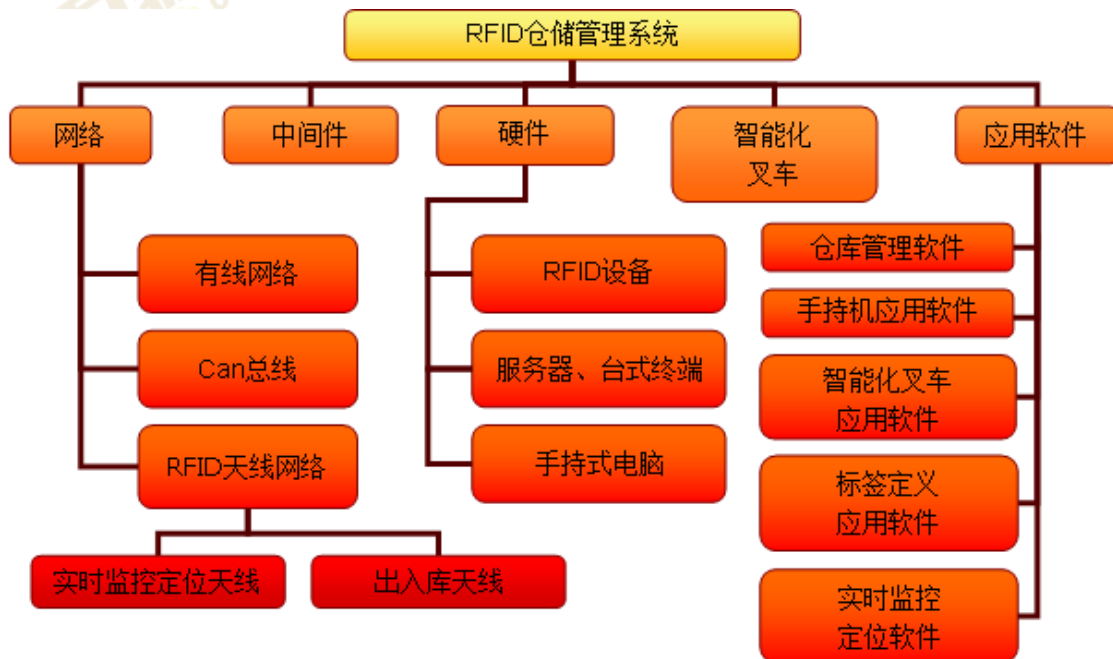 RFID仓储管理系统
网络
中间件
硬件
智能化
叉车
应用软件
有线网络
Can总线
RFID天线网络
实时监控定位天线
出入库天线
RFID设备
服务器、台式终端
手持式电脑
仓库管理软件
手持机应用软件
智能化叉车
应用软件
标签定义
应用软件
实时监控
定位软件